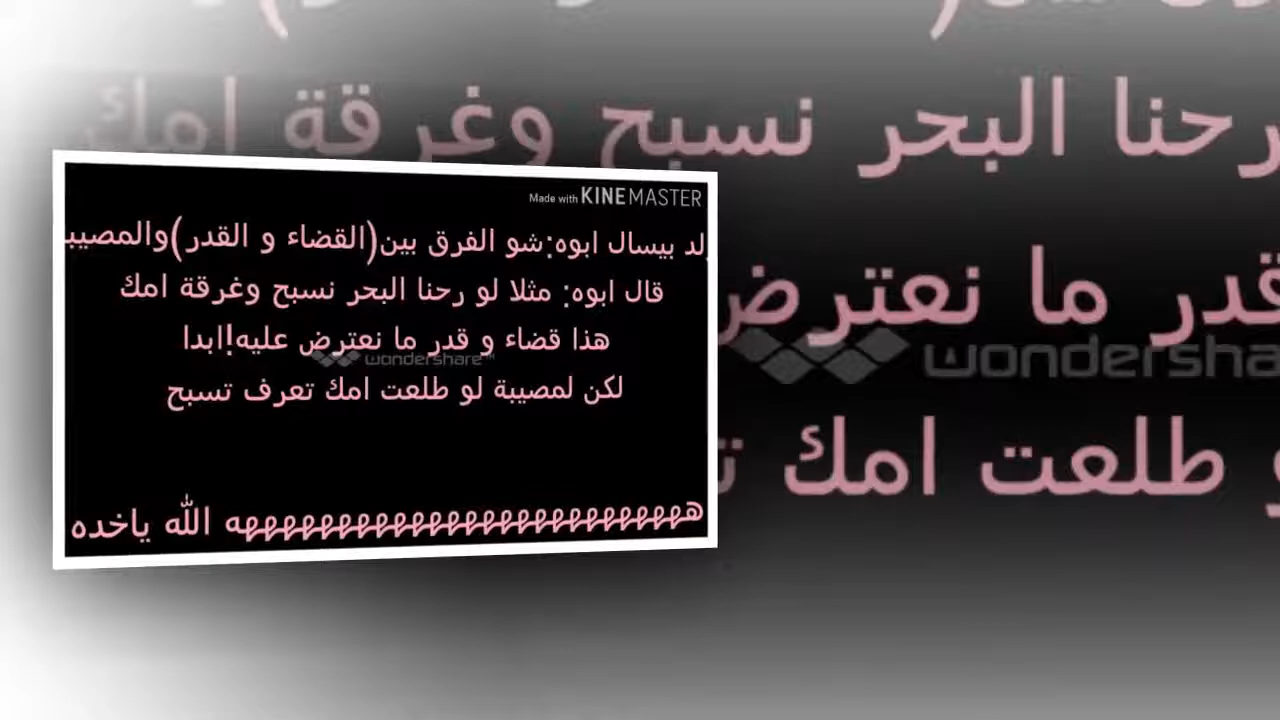 Made with KINEMASTER
بيسال ابوه:شو الفرق بين(القضاء و القدر)والمصيب
قال ابوه: مثلا لو رحنا البحر نسبح وغرقة امك
هذا قضاء و قدر ما نعترض عليه!ابدا
wondershare™
لكن لمصيبة لو طلعت امك تعرف تسبح
الله ياخده
رحنا البحر نسبح وغرقة امك
قدر ما نعترض
wondershare
طلعت امك